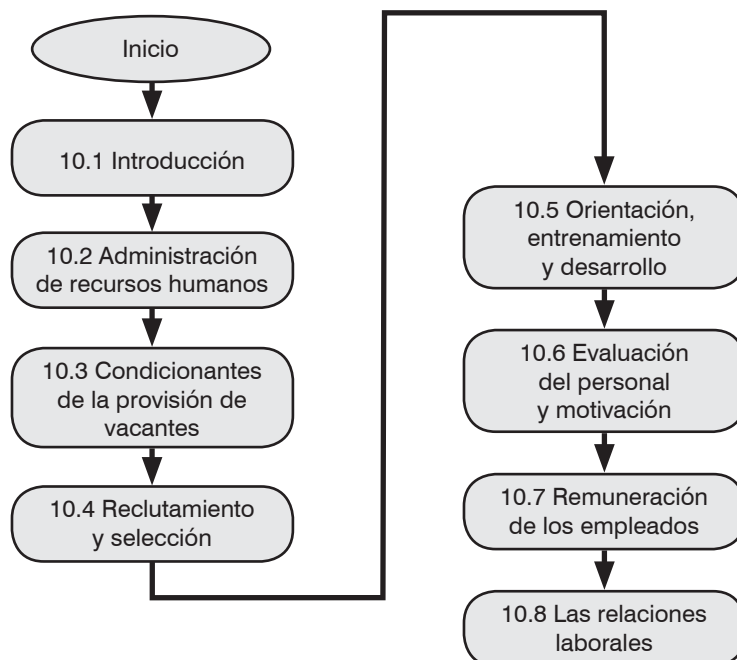 Inicio
10.1 Introducción
10.2 Administración
de recursos humanos
10.3 Condicionantes
de la provisión de
vacantes
10.4 Reclutamiento
y selección
10.5 Orientación,
entrenamiento
y desarrollo
10.6 Evaluación
del personal
y motivación
10.7 Remuneración
de los empleados
10.8 Las relaciones
laborales